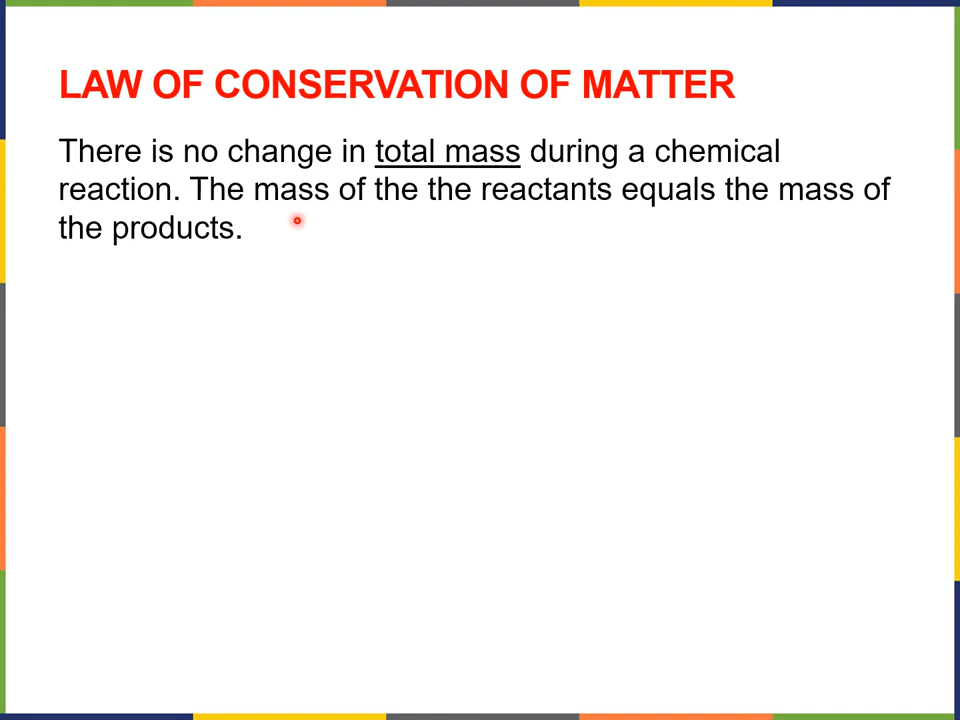 LAW OF CONSERVATION OF MATTER
There is no change in total mass during a chemical
reaction. The mass of the the reactants equals the mass of
the products.